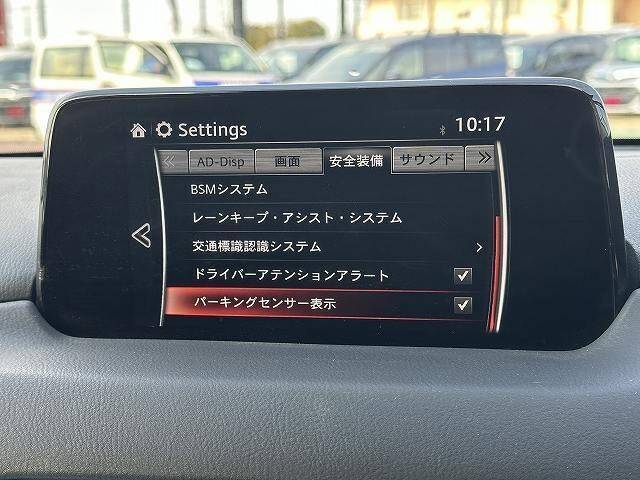 Settings
10:17
AD-Disp 画面 安全装備 サウンド
BSMシステム
レーンキープ・アシスト・システム
交通標識認識システム
ドライバーアテンションアラート
パーキングセンサー表示